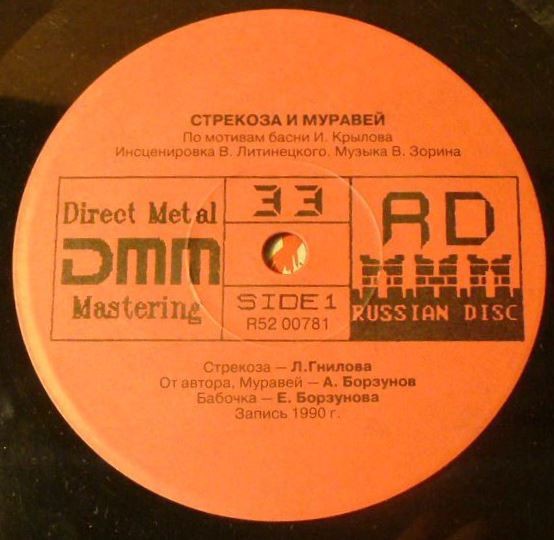 СТРЕКОЗА И МУРАВЕЙ
По мотивам басни И. Крылова
Инсценировка В. Литинецкого. Музыка В. Зорина
Direct Metal
DMM
Mastering
33
SIDE 1
R52 00781
RD
RUSSIAN DISC
Стрекоза — Л.Гнилова
От автора, Муравей — А. Борзунов
Бабочка — Е. Борзунова
Запись 1990 г.